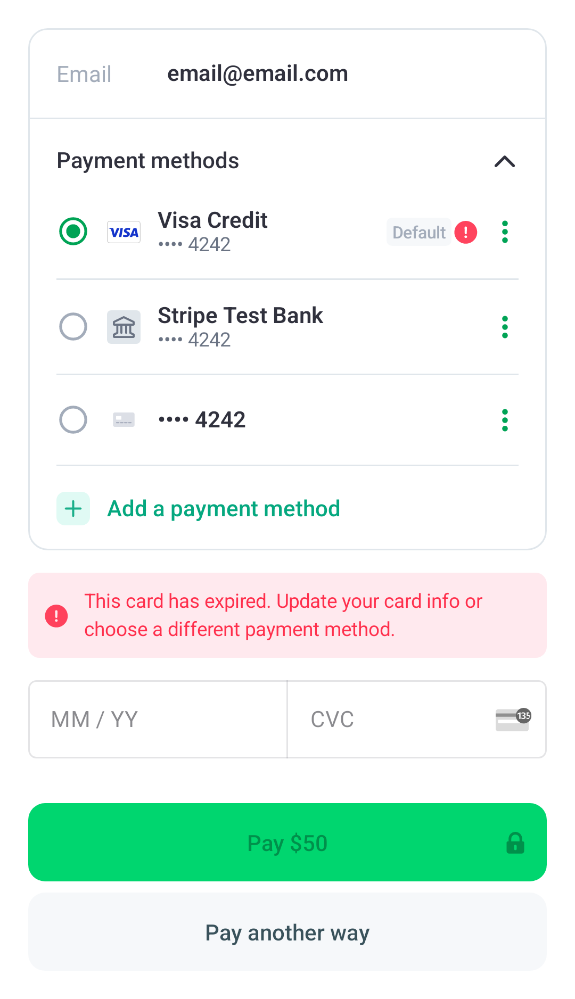 Email email@email.com
Payment methods
VISA Visa Credit Default !
•••• 4242
Stripe Test Bank
•••• 4242
•••• 4242
+ Add a payment method
! This card has expired. Update your card info or
choose a different payment method.
MM / YY CVC 135
Pay $50
Pay another way